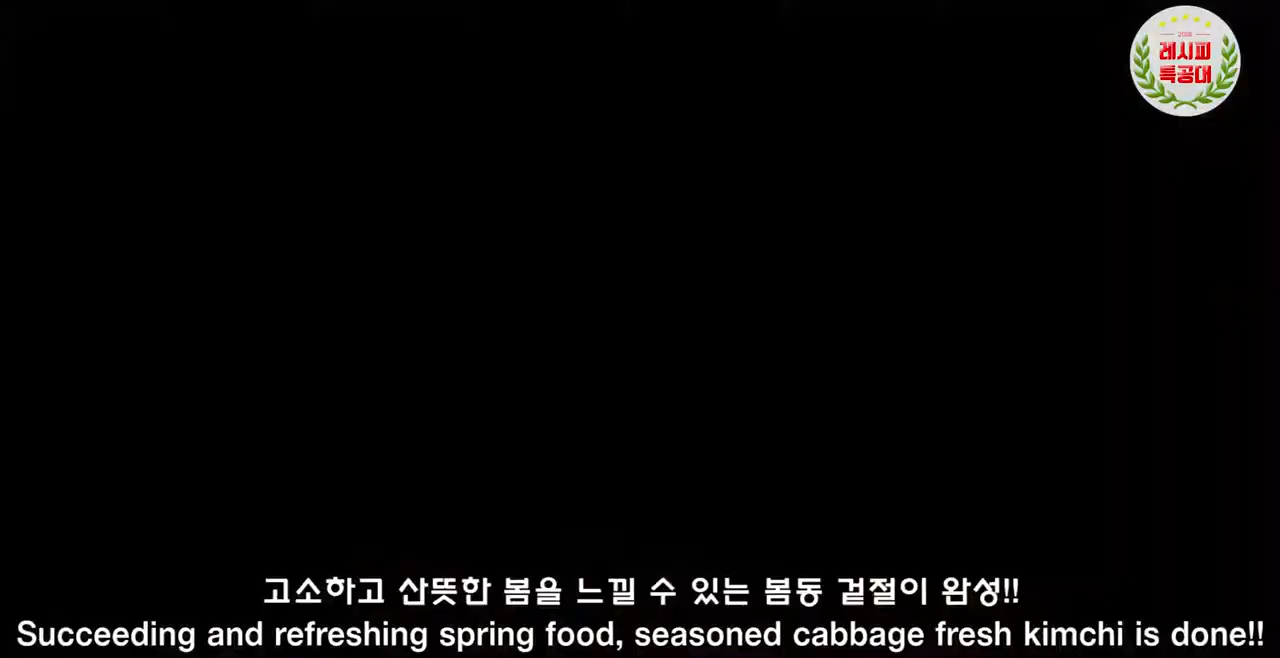 2018
레시피
특공대
고소하고 산뜻한 봄을 느낄 수 있는 봄동 겉절이 완성!!
Succeeding and refreshing spring food, seasoned cabbage fresh kimchi is done!!